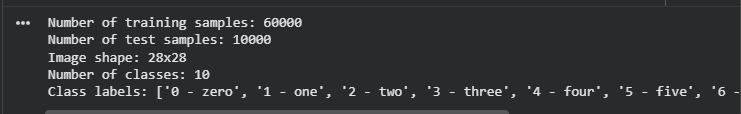 Number of training samples: 60000
Number of test samples: 10000
Image shape: 28x28
Number of classes: 10
Class labels: ['0 - zero', '1 - one', '2 - two', '3 - three', '4 - four', '5 - five', '6 -